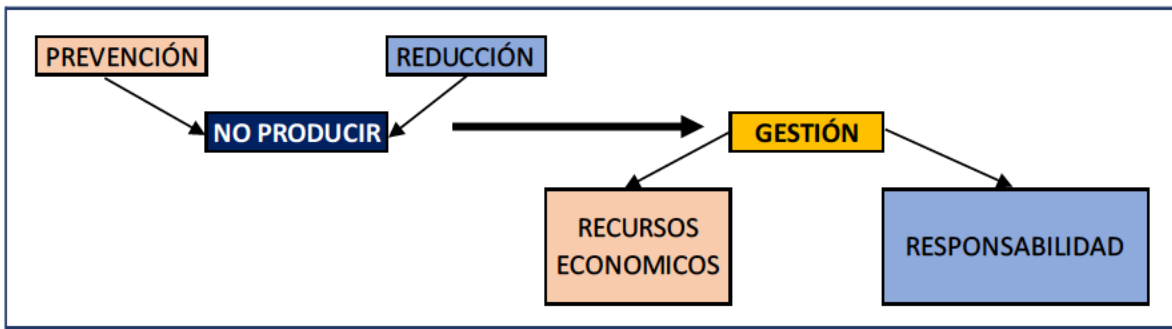 PREVENCIÓN
REDUCCIÓN
NO PRODUCIR
GESTIÓN
RECURSOS
ECONOMICOS
RESPONSABILIDAD